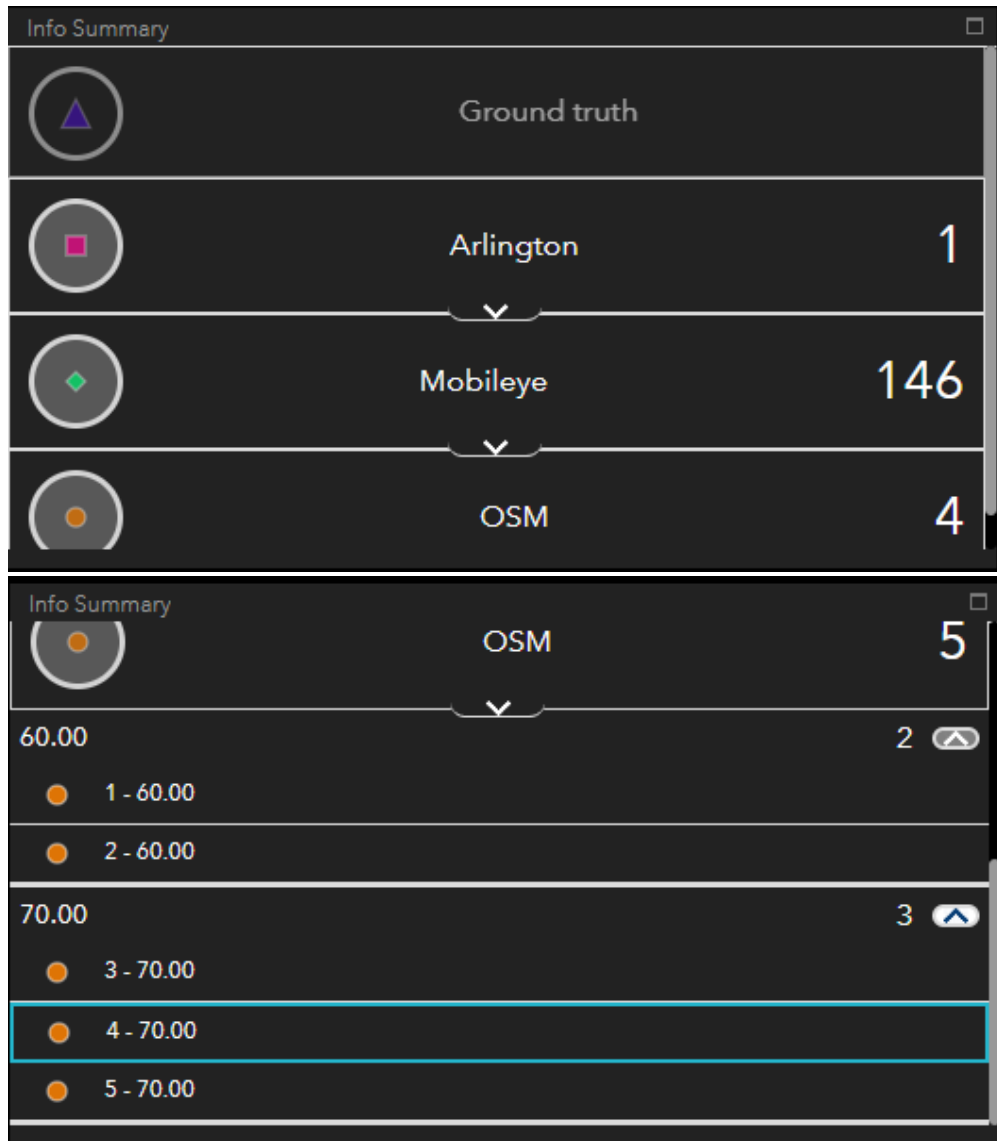 Info Summary
Ground truth
Arlington 1
Mobileye 146
OSM 4
Info Summary
OSM 5
60.00 2
1 - 60.00
2 - 60.00
70.00 3
3 - 70.00
4 - 70.00
5 - 70.00